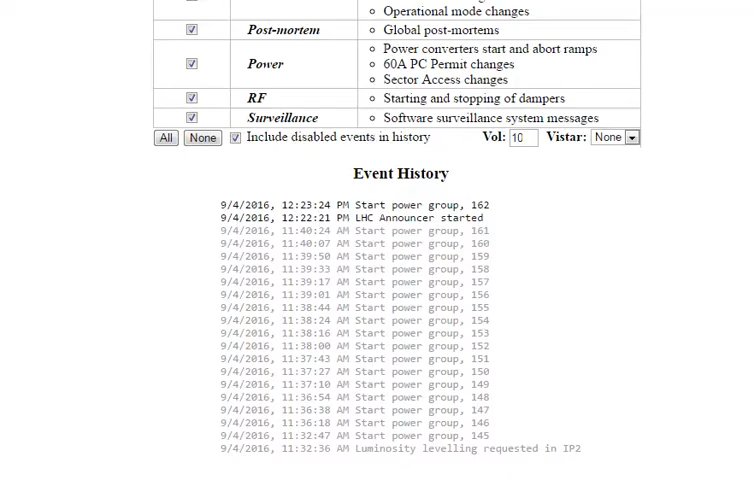 Operational mode changes
Post-mortem
Global post-mortems
Power
Power converters start and abort ramps
60A PC Permit changes
Sector Access changes
RF
Starting and stopping of dampers
Surveillance
Software surveillance system messages
All None Include disabled events in history Vol: 10 Vistar: None
Event History
9/4/2016, 12:23:24 PM Start power group, 162
9/4/2016, 12:22:21 PM LHC Announcer started
9/4/2016, 11:40:24 AM Start power group, 161
9/4/2016, 11:40:07 AM Start power group, 160
9/4/2016, 11:39:50 AM Start power group, 159
9/4/2016, 11:39:33 AM Start power group, 158
9/4/2016, 11:39:17 AM Start power group, 157
9/4/2016, 11:39:01 AM Start power group, 156
9/4/2016, 11:38:44 AM Start power group, 155
9/4/2016, 11:38:24 AM Start power group, 154
9/4/2016, 11:38:16 AM Start power group, 153
9/4/2016, 11:38:00 AM Start power group, 152
9/4/2016, 11:37:43 AM Start power group, 151
9/4/2016, 11:37:27 AM Start power group, 150
9/4/2016, 11:37:10 AM Start power group, 149
9/4/2016, 11:36:54 AM Start power group, 148
9/4/2016, 11:36:38 AM Start power group, 147
9/4/2016, 11:36:18 AM Start power group, 146
9/4/2016, 11:32:47 AM Start power group, 145
9/4/2016, 11:32:36 AM Luminosity levelling requested in IP2